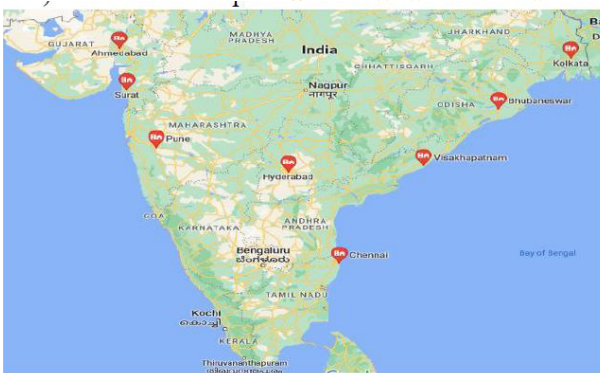 GUJARAT
Ahmedabad
MADHYA
PRADESH
India
JHARKHAND
Kolkata
Surat
Nagpur
नागपूर
CHHATTISGARH
ODISHA
Bhubaneswar
MAHARASHTRA
Pune
Hyderabad
Visakhapatnam
GOA
KARNATAKA
ANDHRA
PRADESH
Bengaluru
ಬೆಂಗಳೂರು
Chennai
Bay of Bengal
TAMIL NADU
Kochi
കൊച്ചി
KERALA
Thiruvananthapuram